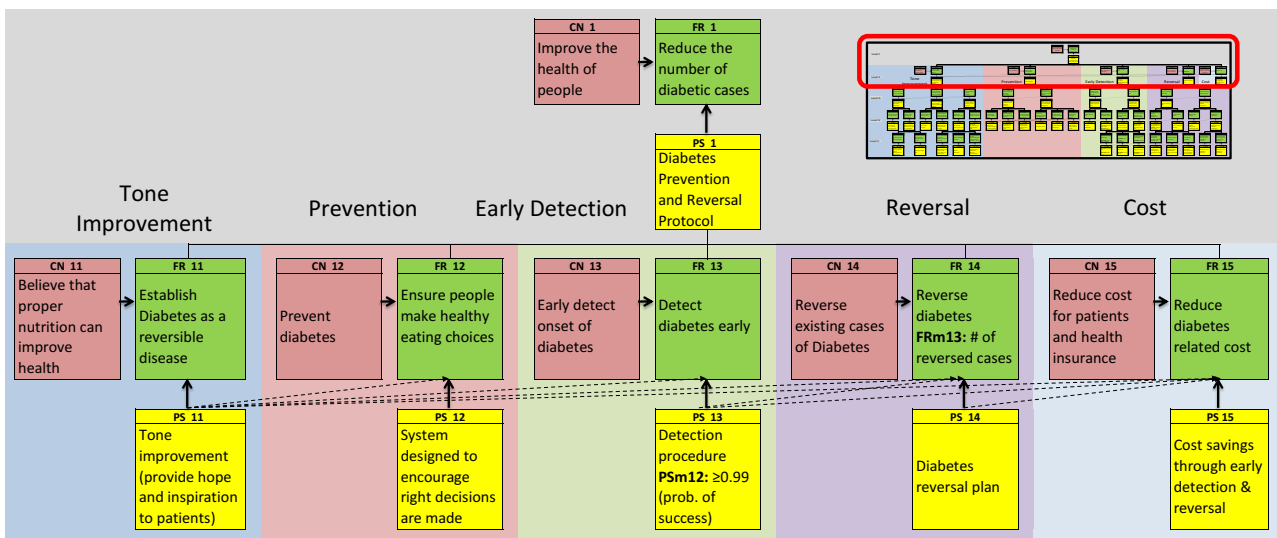 CN 1
Improve the
health of
people
FR 1
Reduce the
number of
diabetic cases
PS 1
Diabetes
Prevention
and Reversal
Protocol
Tone
Improvement
Prevention
Early Detection
Reversal
Cost
Tone
Prevention
Early Detection
Reversal
Cost
CN 11
Believe that
proper
nutrition can
improve
health
FR 11
Establish
Diabetes as a
reversible
disease
CN 12
Prevent
diabetes
FR 12
Ensure people
make healthy
eating choices
CN 13
Early detect
onset of
diabetes
FR 13
Detect
diabetes early
CN 14
Reverse
existing cases
of Diabetes
FR 14
Reverse
diabetes
FRm13: # of
reversed cases
CN 15
Reduce cost
for patients
and health
insurance
FR 15
Reduce
diabetes
related cost
PS 11
Tone
improvement
(provide hope
and inspiration
to patients)
PS 12
System
designed to
encourage
right decisions
are made
PS 13
Detection
procedure
PSm12: ≥0.99
(prob. of
success)
PS 14
Diabetes
reversal plan
PS 15
Cost savings
through early
detection &
reversal